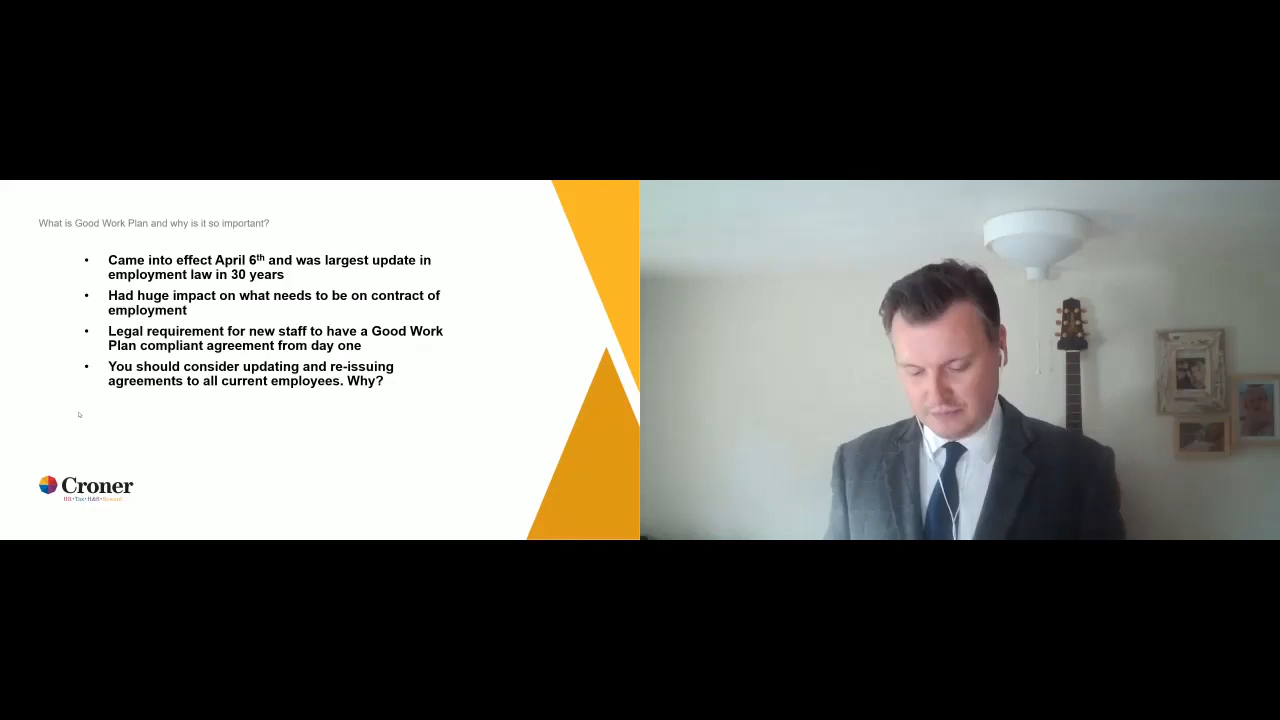 What is Good Work Plan and why is it so important?
• Came into effect April 6th and was largest update in
employment law in 30 years
• Had huge impact on what needs to be on contract of
employment
• Legal requirement for new staff to have a Good Work
Plan compliant agreement from day one
• You should consider updating and re-issuing
agreements to all current employees. Why?
Croner
HR • Tax • H&S • Reward